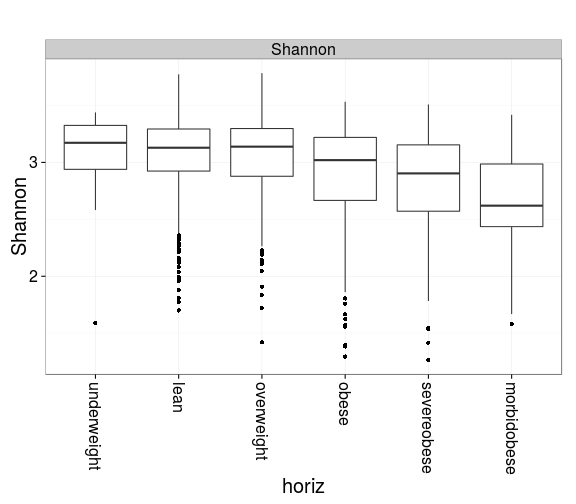 Shannon
Shannon
3
2
underweight
lean
overweight
obese
severeobese
morbidobese
horiz